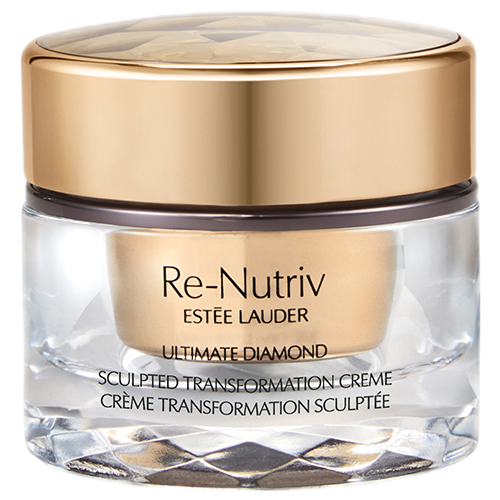 Re-Nutriv
ESTĒE LAUDER
ULTIMATE DIAMOND
SCULPTED TRANSFORMATION CREME
CRÈME TRANSFORMATION SCULPTÉE